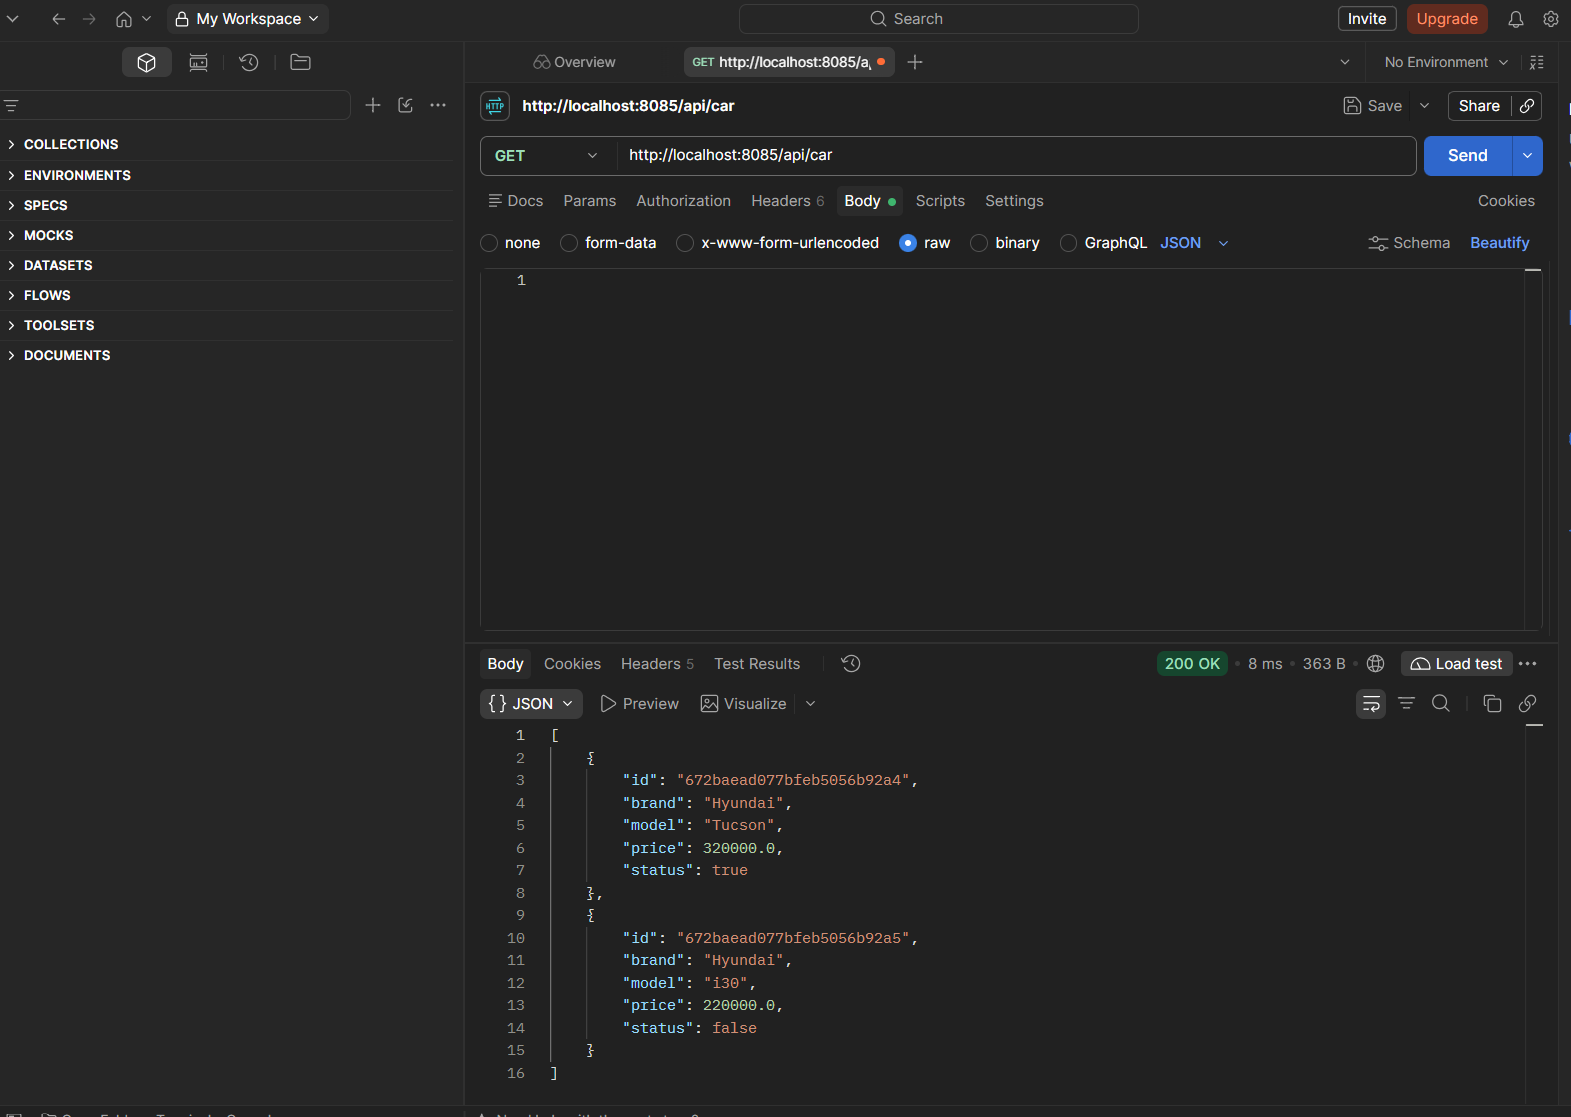 My Workspace
Search
Invite
Upgrade
Overview
GET http://localhost:8085/a
No Environment
HTTP
http://localhost:8085/api/car
Save
Share
COLLECTIONS
ENVIRONMENTS
SPECS
MOCKS
DATASETS
FLOWS
TOOLSETS
DOCUMENTS
GET
http://localhost:8085/api/car
Send
Docs
Params
Authorization
Headers 6
Body
Scripts
Settings
Cookies
none
form-data
x-www-form-urlencoded
raw
binary
GraphQL
JSON
Schema
Beautify
1
Body
Cookies
Headers 5
Test Results
200 OK
8 ms
363 B
Load test
{} JSON
Preview
Visualize
1 [
2 {
3 "id": "672baead077bfeb5056b92a4",
4 "brand": "Hyundai",
5 "model": "Tucson",
6 "price": 320000.0,
7 "status": true
8 },
9 {
10 "id": "672baead077bfeb5056b92a5",
11 "brand": "Hyundai",
12 "model": "i30",
13 "price": 220000.0,
14 "status": false
15 }
16 ]